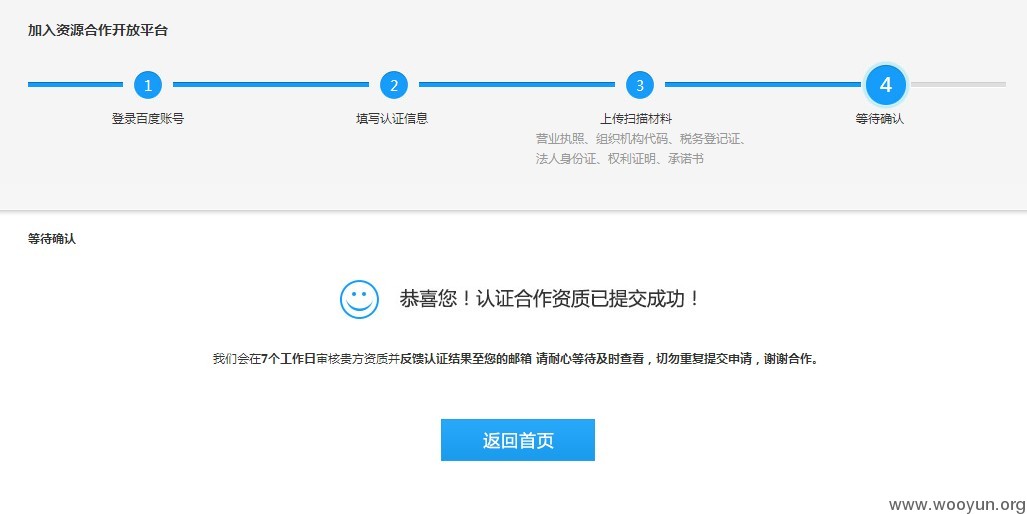 加入资源合作开放平台
1
2
3
4
登录百度账号
填写认证信息
上传扫描材料
等待确认
营业执照、组织机构代码、税务登记证、
法人身份证、权利证明、承诺书
等待确认
恭喜您！认证合作资质已提交成功！
我们会在7个工作日审核贵方资质并反馈认证结果至您的邮箱 请耐心等待及时查看，切勿重复提交申请，谢谢合作。
返回首页
www.wooyun.org